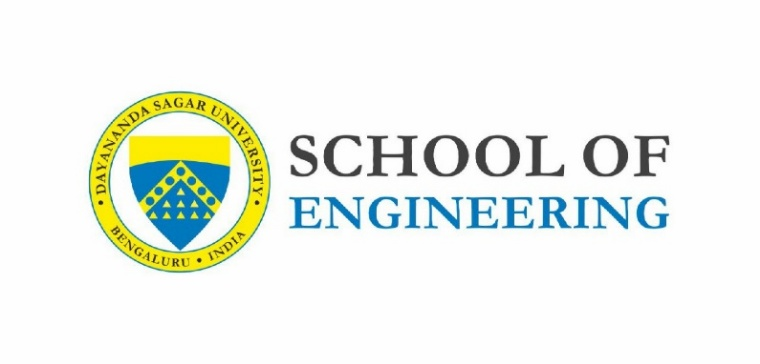 • DAYANANDA SAGAR UNIVERSITY •
BENGALURU • INDIA
SCHOOL OF
ENGINEERING